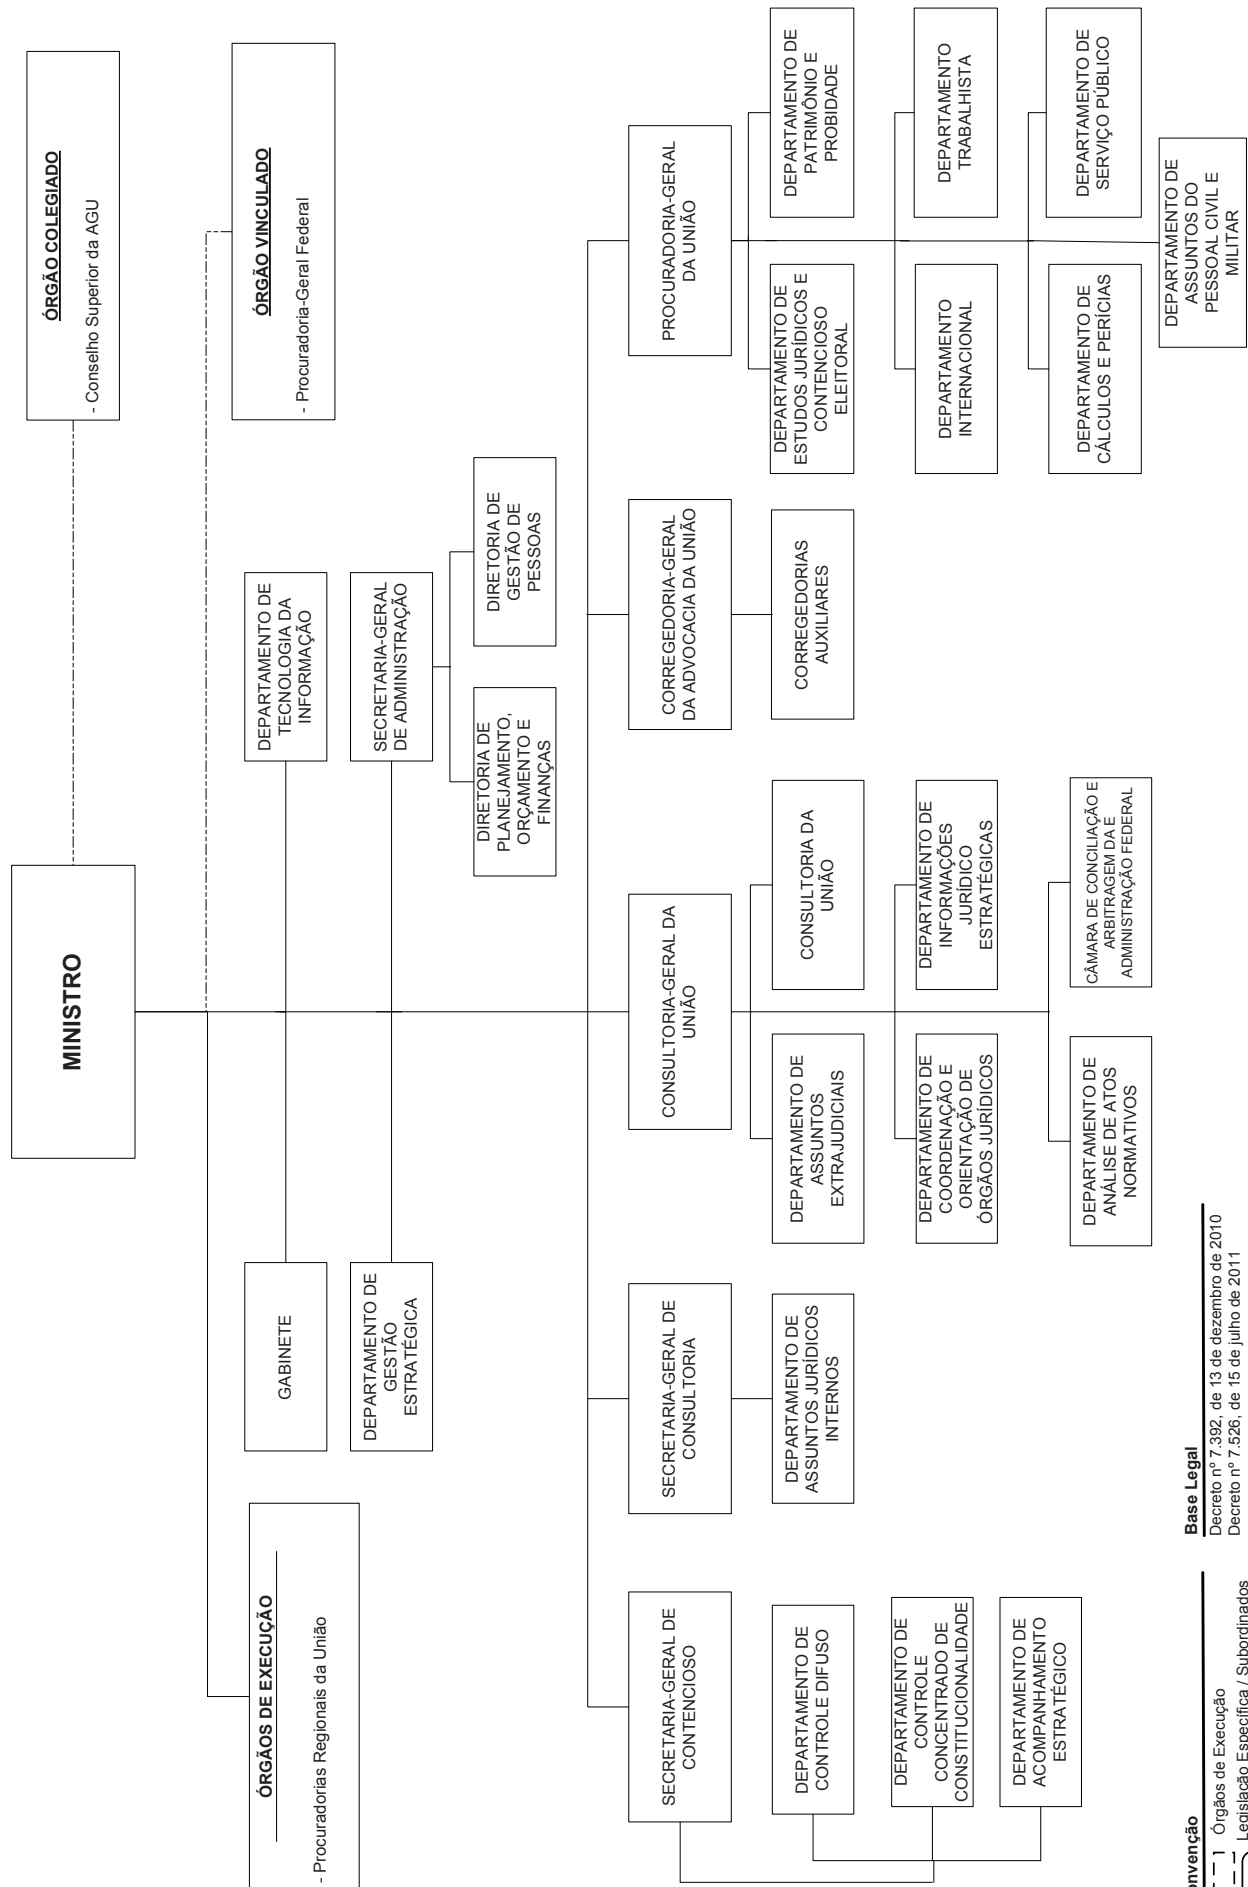 MINISTRO
ÓRGÃO COLEGIADO
- Conselho Superior da AGU
ÓRGÃO VINCULADO
- Procuradoria-Geral Federal
ÓRGÃOS DE EXECUÇÃO
- Procuradorias Regionais da União
GABINETE
DEPARTAMENTO DE
TECNOLOGIA DA
INFORMAÇÃO
DEPARTAMENTO DE
GESTÃO
ESTRATÉGICA
SECRETARIA-GERAL
DE ADMINISTRAÇÃO
DIRETORIA DE
PLANEJAMENTO,
ORÇAMENTO E
FINANÇAS
DIRETORIA DE
GESTÃO DE
PESSOAS
SECRETARIA-GERAL DE
CONTENCIOSO
DEPARTAMENTO DE
CONTROLE DIFUSO
DEPARTAMENTO DE
CONTROLE
CONCENTRADO DE
CONSTITUCIONALIDADE
DEPARTAMENTO DE
ACOMPANHAMENTO
ESTRATÉGICO
SECRETARIA-GERAL DE
CONSULTORIA
DEPARTAMENTO DE
ASSUNTOS JURÍDICOS
INTERNOS
CONSULTORIA-GERAL DA
UNIÃO
DEPARTAMENTO DE
ASSUNTOS
EXTRAJUDICIAIS
CONSULTORIA DA
UNIÃO
DEPARTAMENTO DE
COORDENAÇÃO E
ORIENTAÇÃO DE
ÓRGÃOS JURÍDICOS
DEPARTAMENTO DE
INFORMAÇÕES
JURÍDICO
ESTRATÉGICAS
DEPARTAMENTO DE
ANÁLISE DE ATOS
NORMATIVOS
CÂMARA DE CONCILIAÇÃO E
ARBITRAGEM DA E
ADMINISTRAÇÃO FEDERAL
CORREGEDORIA-GERAL
DA ADVOCACIA DA UNIÃO
CORREGEDORIAS
AUXILIARES
PROCURADORIA-GERAL
DA UNIÃO
DEPARTAMENTO DE
ESTUDOS JURÍDICOS E
CONTENCIOSO
ELEITORAL
DEPARTAMENTO DE
PATRIMÔNIO E
PROBIDADE
DEPARTAMENTO
INTERNACIONAL
DEPARTAMENTO
TRABALHISTA
DEPARTAMENTO DE
CÁLCULOS E PERÍCIAS
DEPARTAMENTO DE
SERVIÇO PÚBLICO
DEPARTAMENTO DE
ASSUNTOS DO
PESSOAL CIVIL E
MILITAR
onvenção
Órgãos de Execução
Legislação Específica / Subordinados
Base Legal
Decreto nº 7.392, de 13 de dezembro de 2010
Decreto nº 7.526, de 15 de julho de 2011